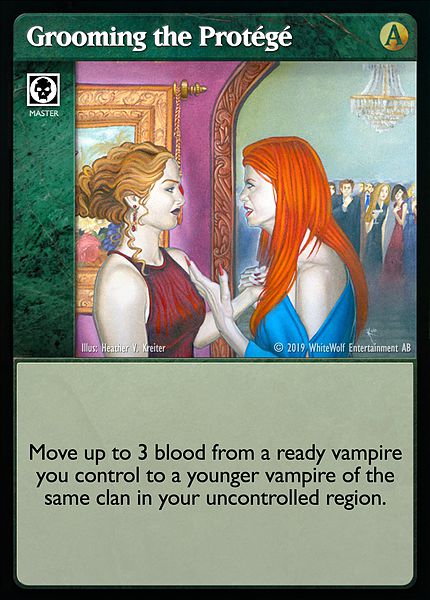 Grooming the Protégé
A
MASTER
Illus: Heather V. Kreiter
© 2019 WhiteWolf Entertainment AB
Move up to 3 blood from a ready vampire
you control to a younger vampire of the
same clan in your uncontrolled region.